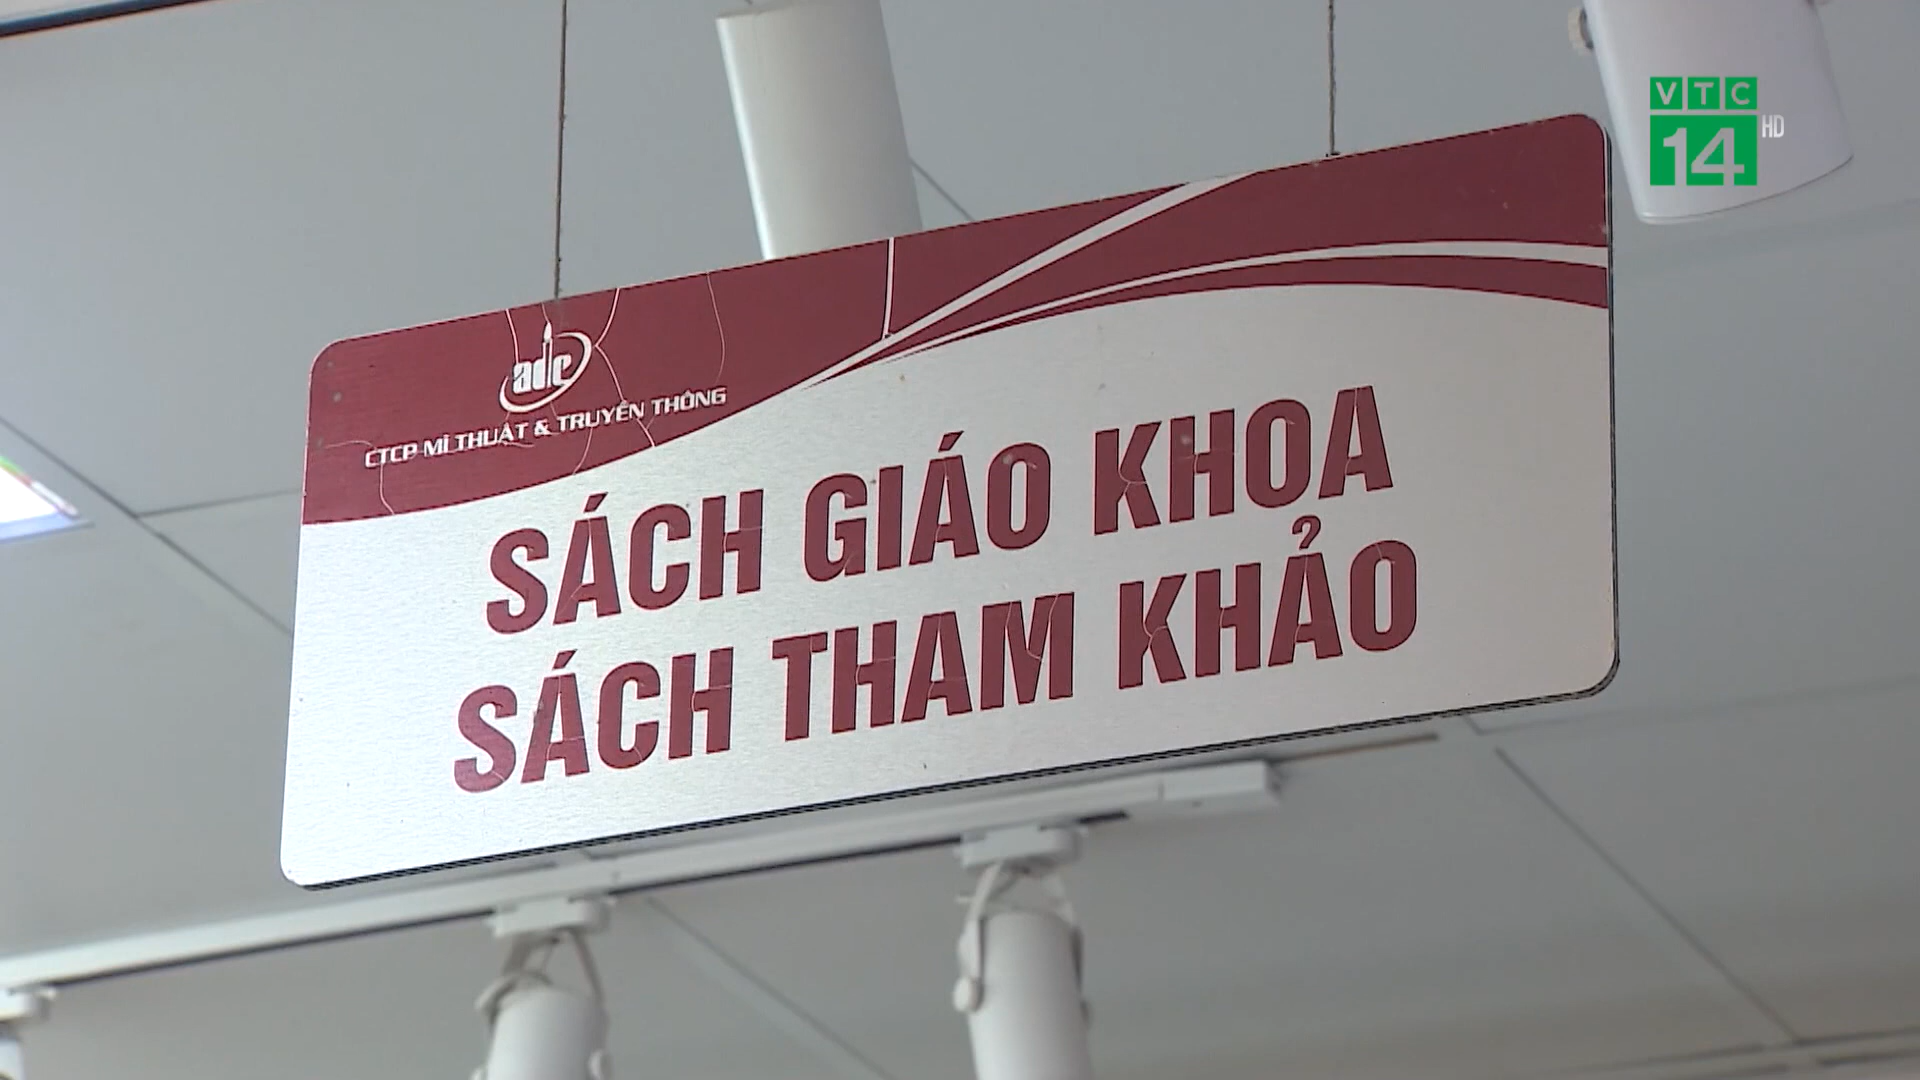 VTC
14 HD
adc
CTCP MĨ THUẬT & TRUYỀN THÔNG
SÁCH GIÁO KHOA
SÁCH THAM KHẢO